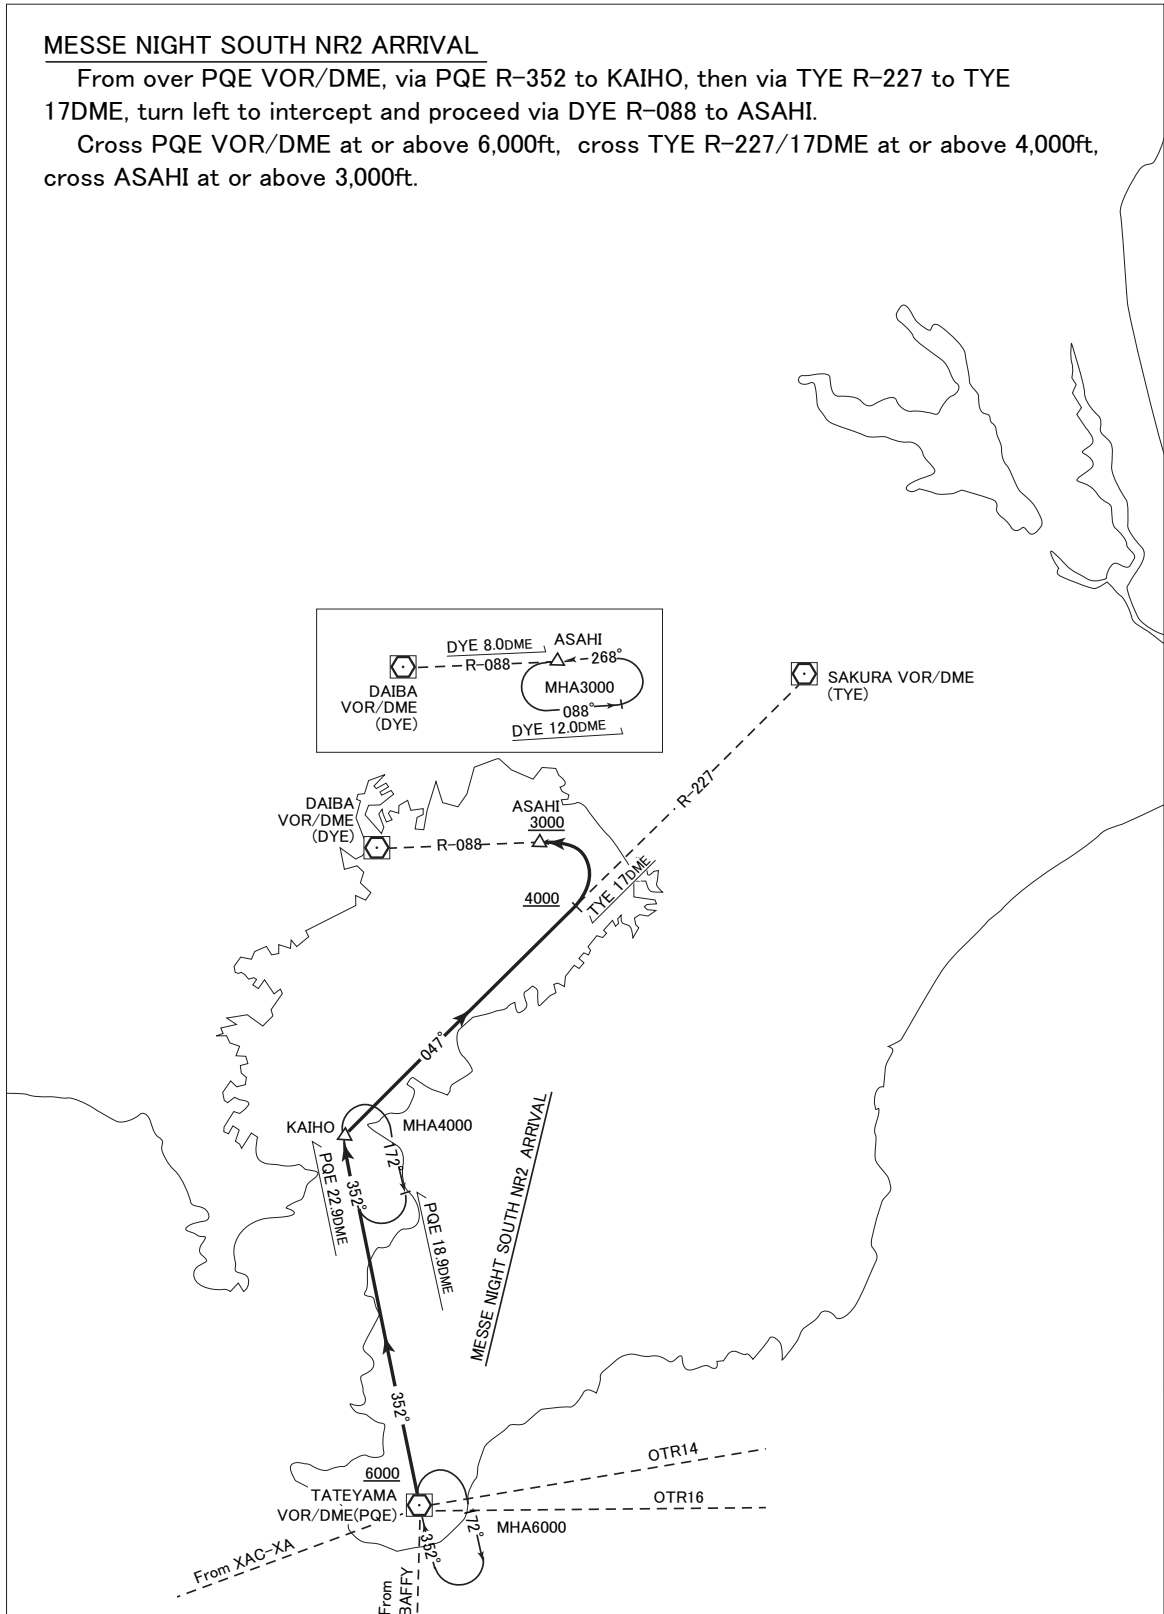 MESSE NIGHT SOUTH NR2 ARRIVAL
From over PQE VOR/DME, via PQE R-352 to KAIHO, then via TYE R-227 to TYE
17DME, turn left to intercept and proceed via DYE R-088 to ASAHI.
Cross PQE VOR/DME at or above 6,000ft, cross TYE R-227/17DME at or above 4,000ft,
cross ASAHI at or above 3,000ft.
DYE 8.0DME
ASAHI
R-088
268°
DAIBA
VOR/DME
(DYE)
MHA3000
088°
DYE 12.0DME
SAKURA VOR/DME
(TYE)
R-227
DAIBA
VOR/DME
(DYE)
ASAHI
3000
R-088
TYE 17DME
4000
047°
KAIHO
MHA4000
172°
352°
PQE 22.9DME
PQE 18.9DME
MESSE NIGHT SOUTH NR2 ARRIVAL
352°
6000
TATEYAMA
VOR/DME(PQE)
OTR14
OTR16
MHA6000
172°
352°
From XAC-XA
From
BAFFY